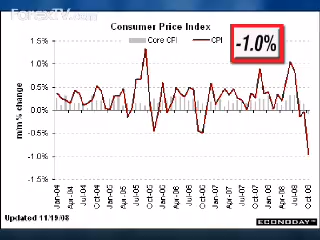 ForexTV.com
Consumer Price Index
Core CPI
CPI
-1.0%
m/m % change
1.5%
1.0%
0.5%
0.0%
-0.5%
-1.0%
-1.5%
Jan-04
Apr-04
Jul-04
Oct-04
Jan-05
Apr-05
Jul-05
Oct-05
Jan-06
Apr-06
Jul-06
Oct-06
Jan-07
Apr-07
Jul-07
Oct-07
Jan-08
Apr-08
Jul-08
Oct-08
Updated 11/19/08
ECONODAY